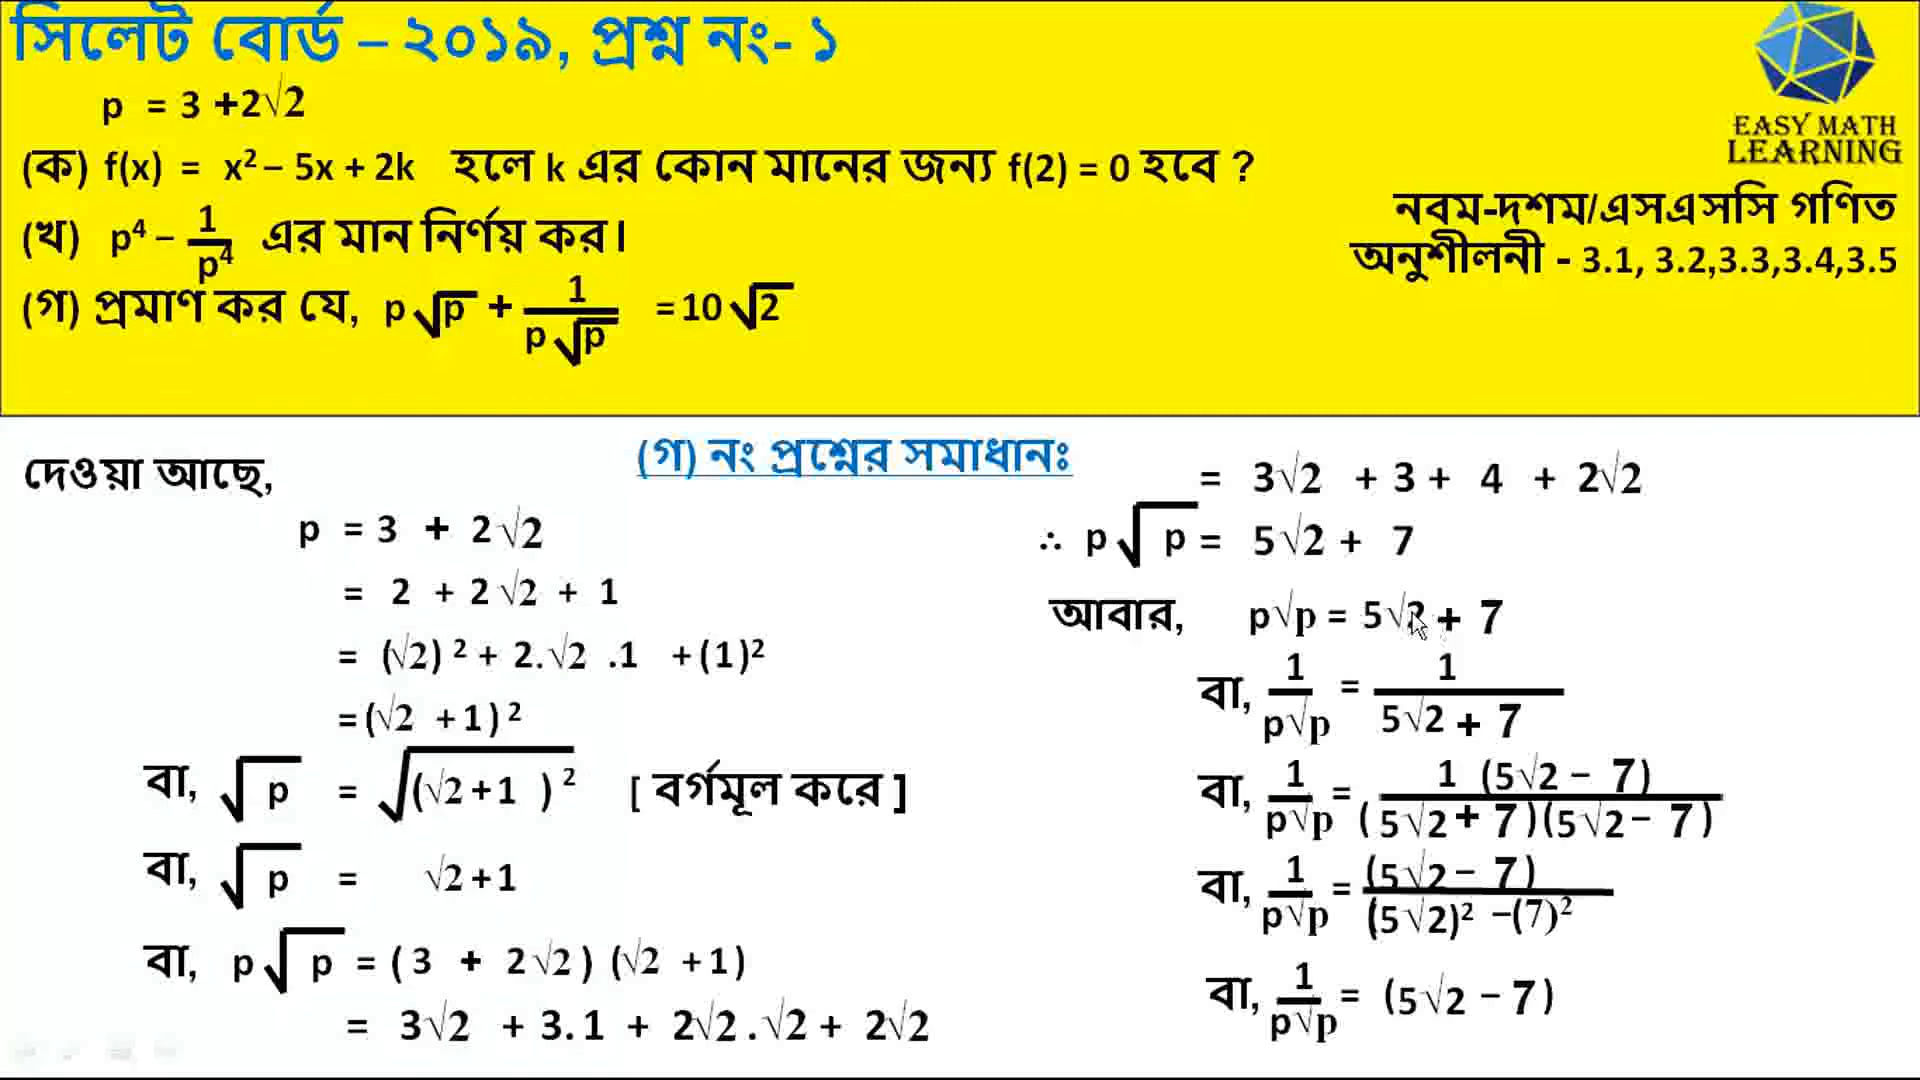 সিলেট বোর্ড – ২০১৯, প্রশ্ন নং- ১
p = 3 +2√2
(ক) f(x) = x² – 5x + 2k হলে k এর কোন মানের জন্য f(2) = 0 হবে ?
(খ) p⁴ – 1/p⁴ এর মান নির্ণয় কর।
(গ) প্রমাণ কর যে, p√p + 1/p√p = 10√2
EASY MATH
LEARNING
নবম-দশম/এসএসসি গণিত
অনুশীলনী - 3.1, 3.2,3.3,3.4,3.5
(গ) নং প্রশ্নের সমাধানঃ
দেওয়া আছে,
p = 3 + 2√2
= 2 + 2√2 + 1
= (√2)² + 2.√2 .1 + (1)²
= (√2 + 1)²
বা, √p = √(√2+1 )² [ বর্গমূল করে ]
বা, √p = √2+1
বা, p√p = ( 3 + 2√2 ) (√2 + 1)
= 3√2 + 3.1 + 2√2.√2 + 2√2
= 3√2 + 3 + 4 + 2√2
∴ p√p = 5√2 + 7
আবার, p√p = 5√2 + 7
বা, 1/p√p = 1/5√2 + 7
বা, 1/p√p = 1 (5√2 – 7)/( 5√2 + 7 )(5√2 – 7)
বা, 1/p√p = (5√2 – 7)/(5√2)² –(7)²
বা, 1/p√p = (5√2 – 7)